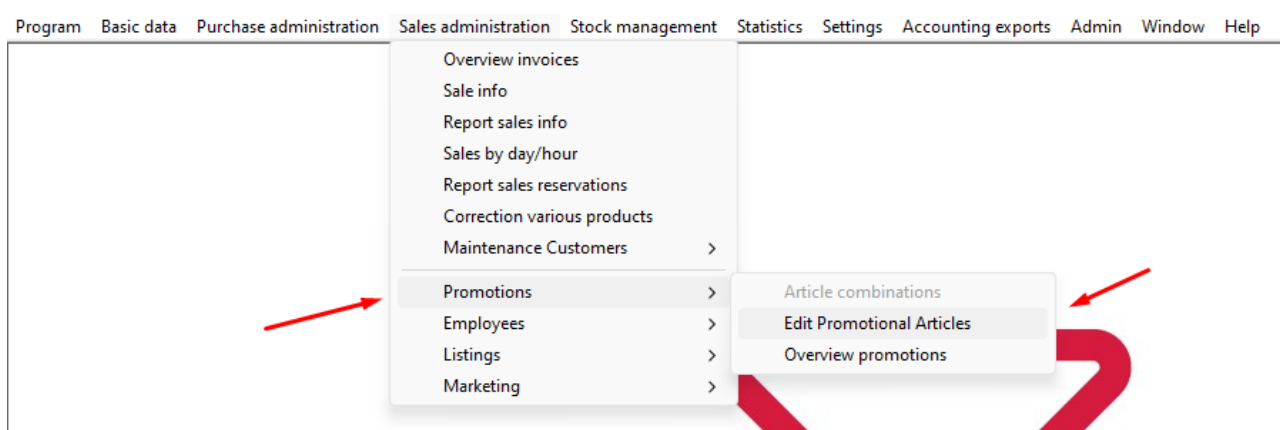 Program Basic data Purchase administration Sales administration Stock management Statistics Settings Accounting exports Admin Window Help
Overview invoices
Sale info
Report sales info
Sales by day/hour
Report sales reservations
Correction various products
Maintenance Customers
Promotions
Employees
Listings
Marketing
Article combinations
Edit Promotional Articles
Overview promotions